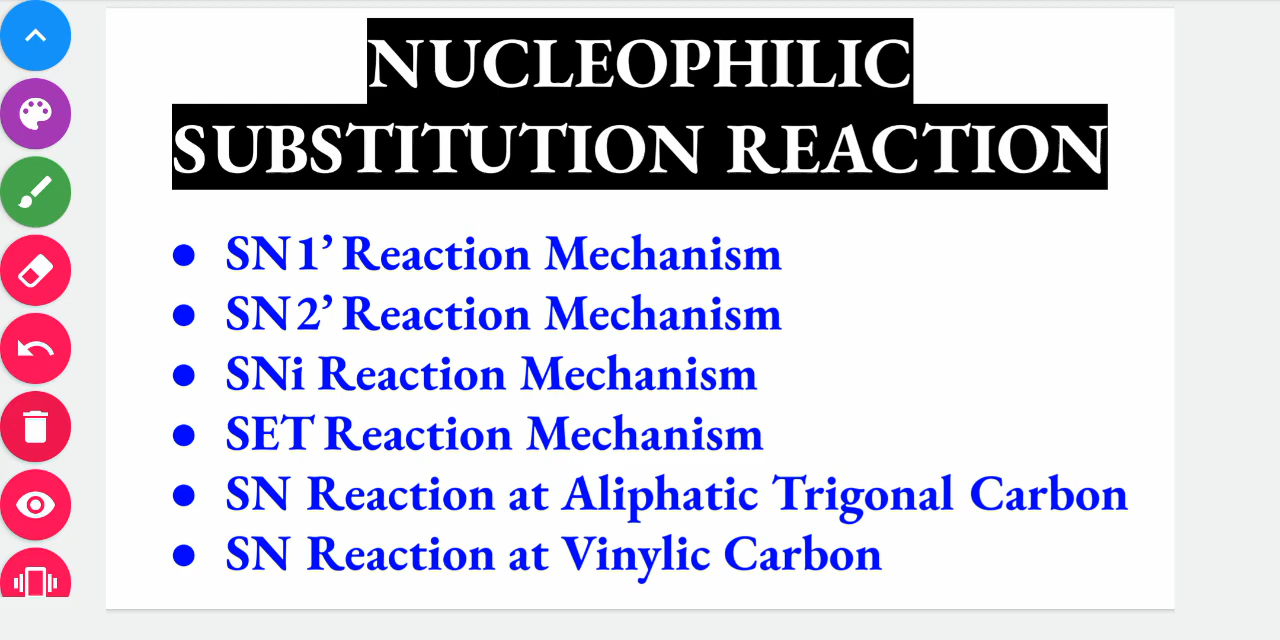 NUCLEOPHILIC
SUBSTITUTION REACTION
● SN1’ Reaction Mechanism
● SN2’ Reaction Mechanism
● SNi Reaction Mechanism
● SET Reaction Mechanism
● SN Reaction at Aliphatic Trigonal Carbon
● SN Reaction at Vinylic Carbon